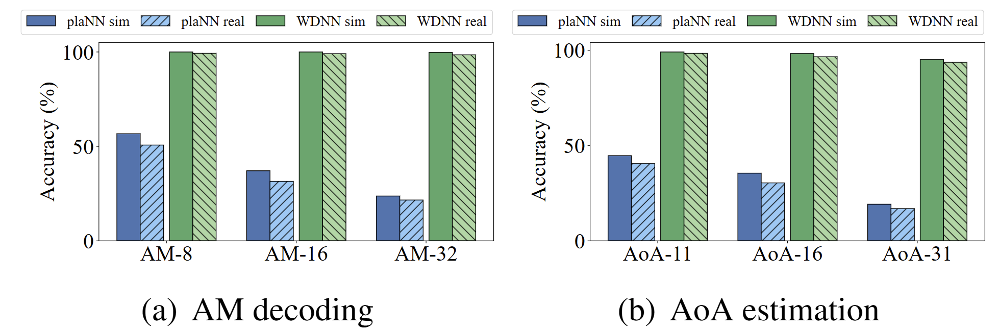 plaNN sim plaNN real WDNN sim WDNN real
100
50
0
Accuracy (%)
AM-8 AM-16 AM-32
(a) AM decoding
plaNN sim plaNN real WDNN sim WDNN real
100
50
0
Accuracy (%)
AoA-11 AoA-16 AoA-31
(b) AoA estimation